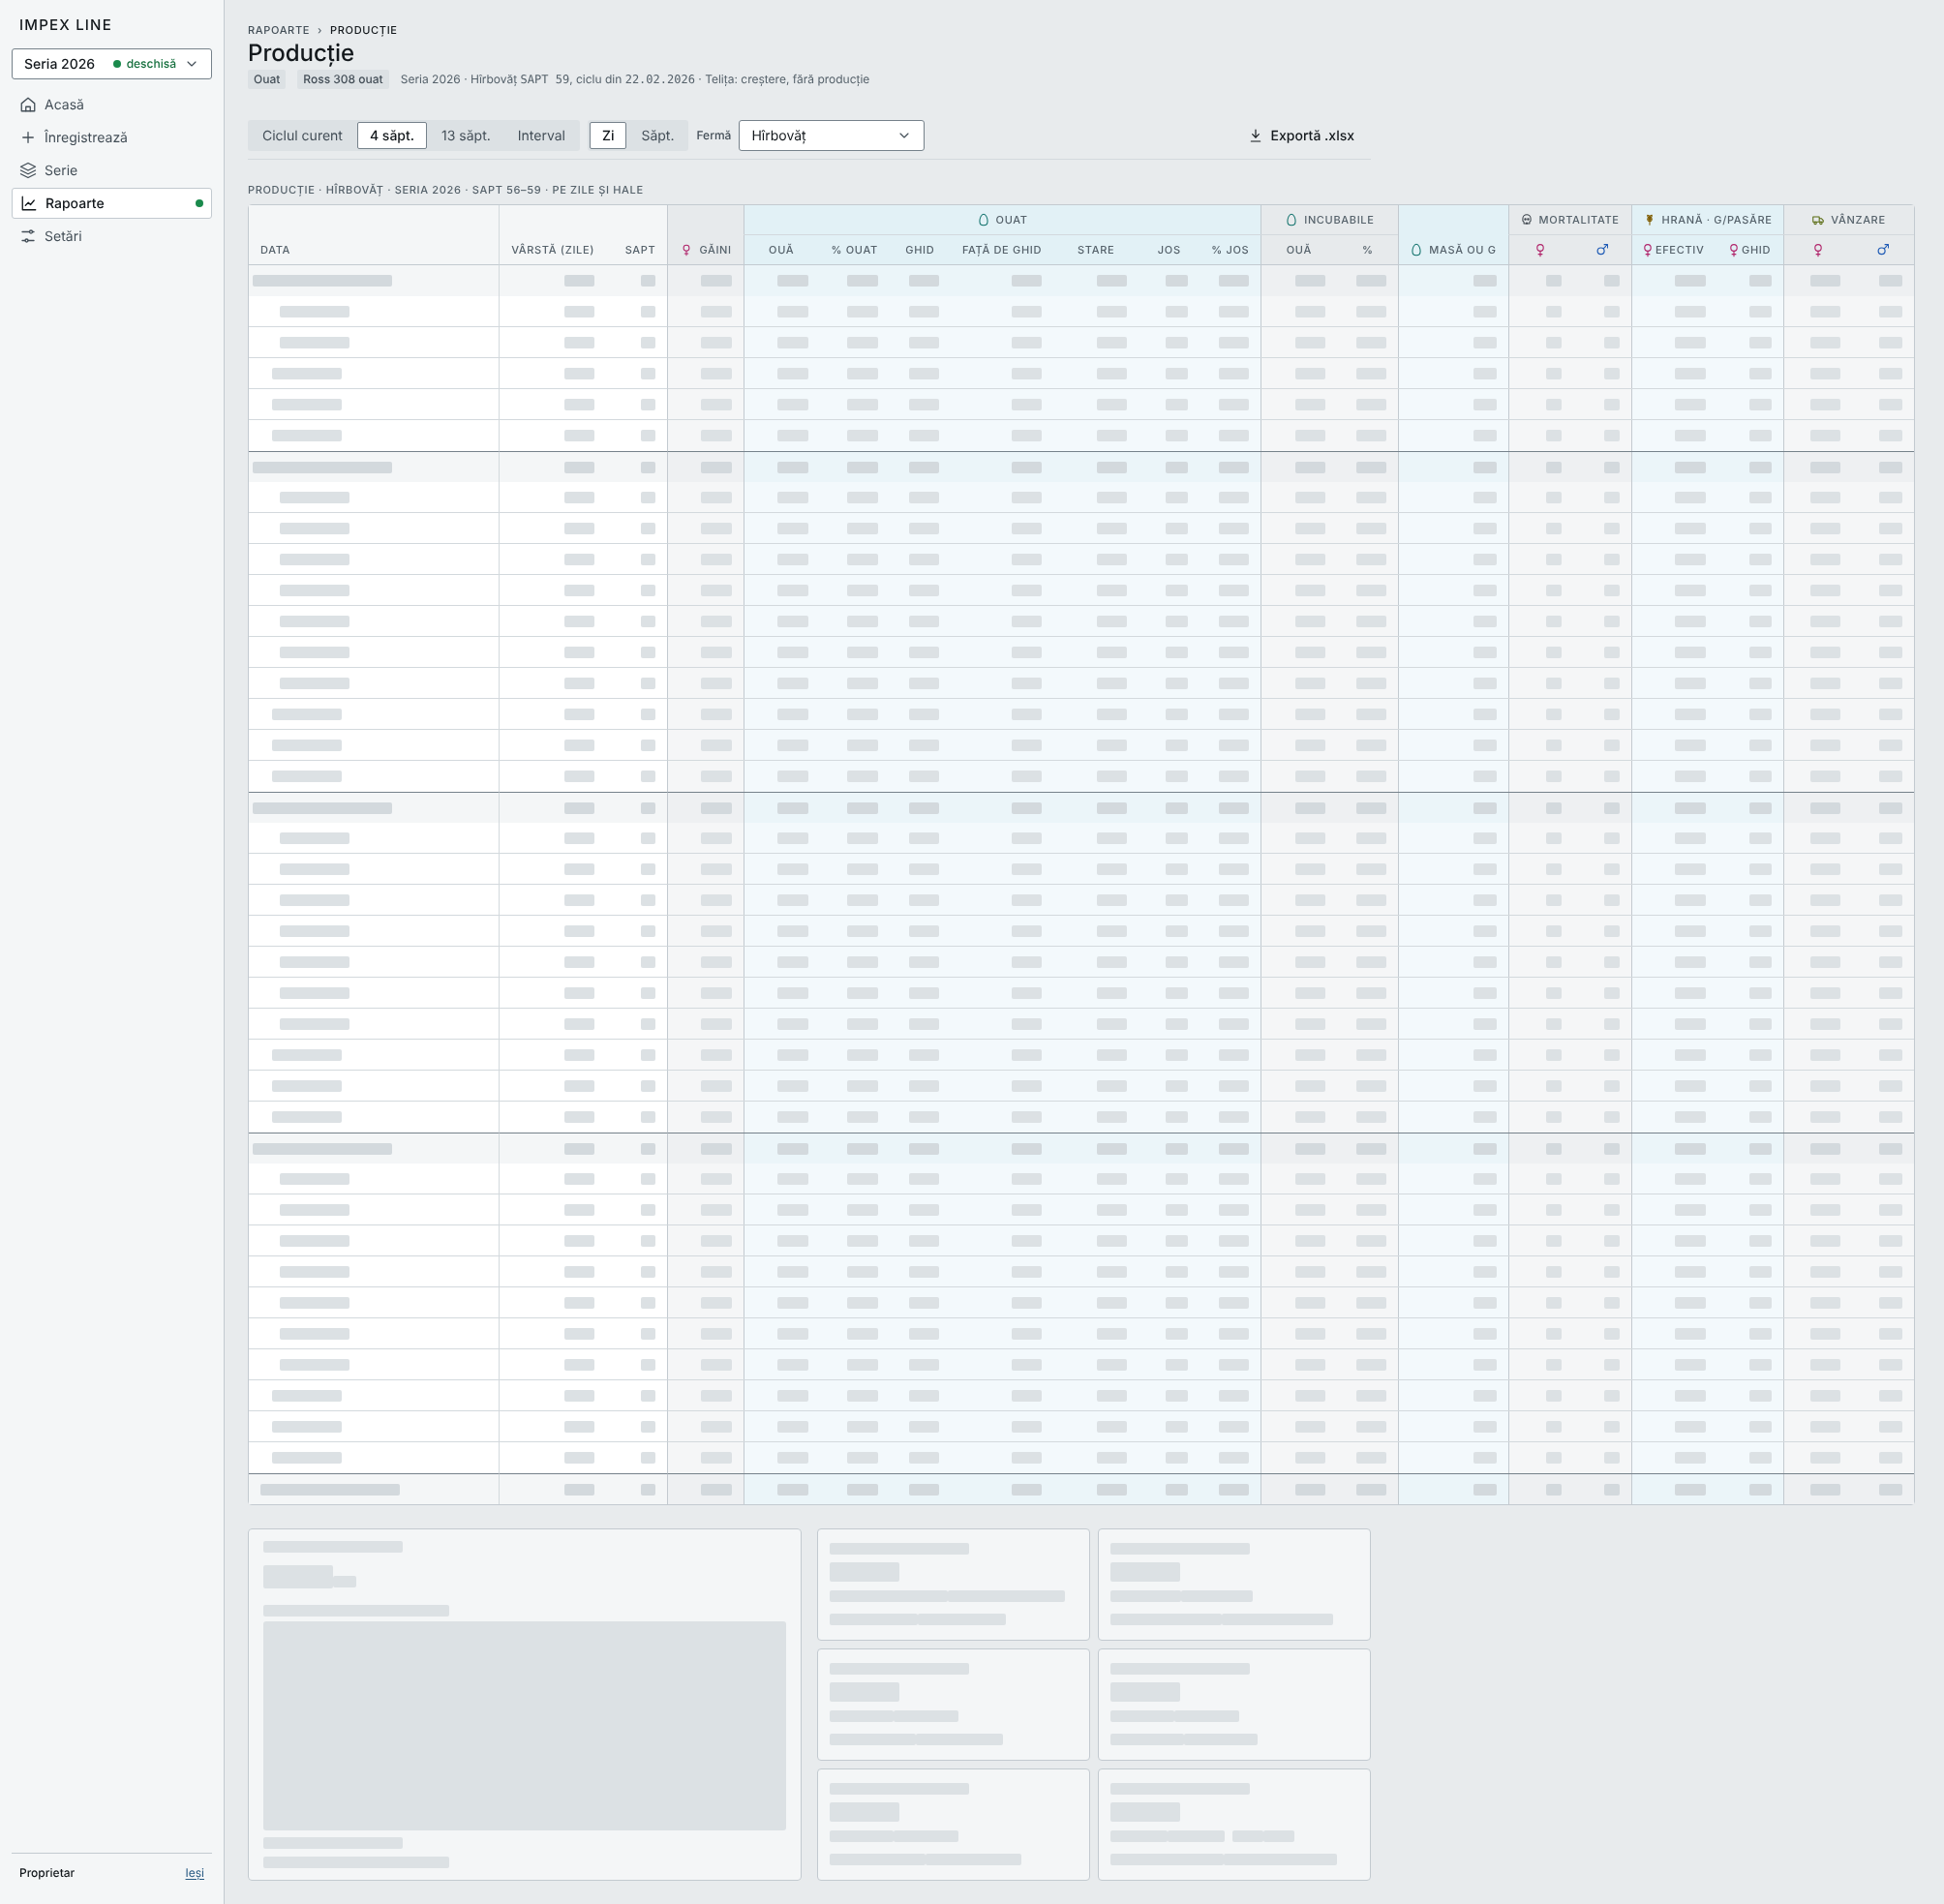 IMPEX LINE
Seria 2026 deschisă
Acasă
Înregistrează
Serie
Rapoarte
Setări
Proprietar Ieși
RAPOARTE › PRODUCȚIE
Producție
Ouat Ross 308 ouat Seria 2026 · Hîrbovăț SAPT 59, ciclu din 22.02.2026 · Telița: creștere, fără producție
Ciclul curent 4 săpt. 13 săpt. Interval Zi Săpt. Fermă Hîrbovăț Exportă .xlsx
PRODUCȚIE · HÎRBOVĂȚ · SERIA 2026 · SAPT 56–59 · PE ZILE ȘI HALE
OUAT INCUBABILE MORTALITATE HRANĂ · G/PASĂRE VÂNZARE
DATA VÂRSTĂ (ZILE) SAPT ♀ GĂINI OUĂ % OUAT GHID FAȚĂ DE GHID STARE JOS % JOS OUĂ % MASĂ OU G ♀ ♂ ♀ EFECTIV ♀ GHID ♀ ♂